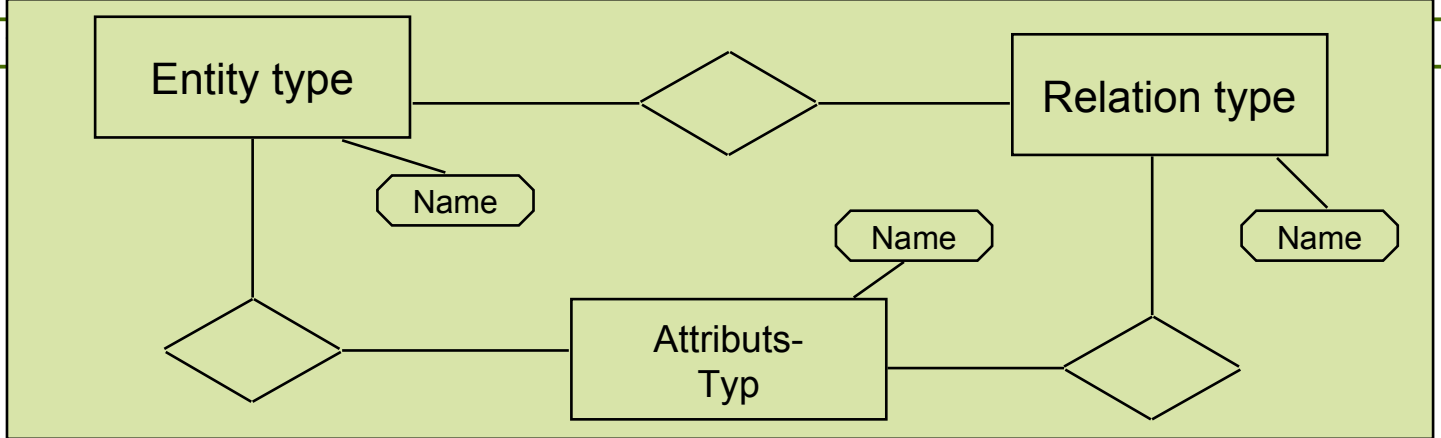 Entity type
Relation type
Name
Name
Name
Attributs-
Typ